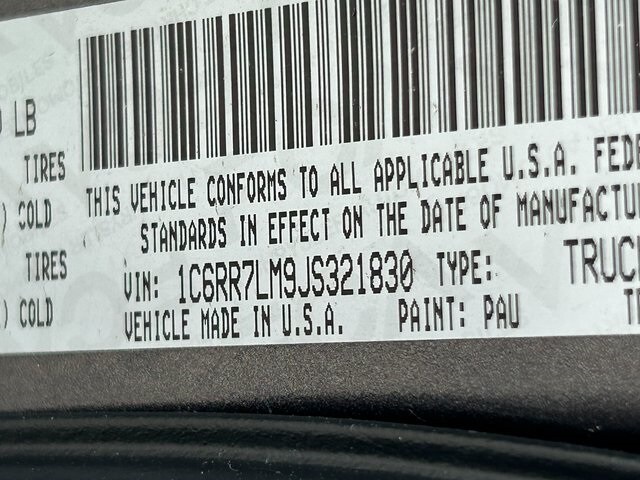 LB
TIRES
COLD
TIRES
COLD
THIS VEHICLE CONFORMS TO ALL APPLICABLE U.S.A. FEDE
STANDARDS IN EFFECT ON THE DATE OF MANUFACTU
VIN: 1C6RR7LM9JS321830 TYPE: TRUC
VEHICLE MADE IN U.S.A. PAINT: PAU